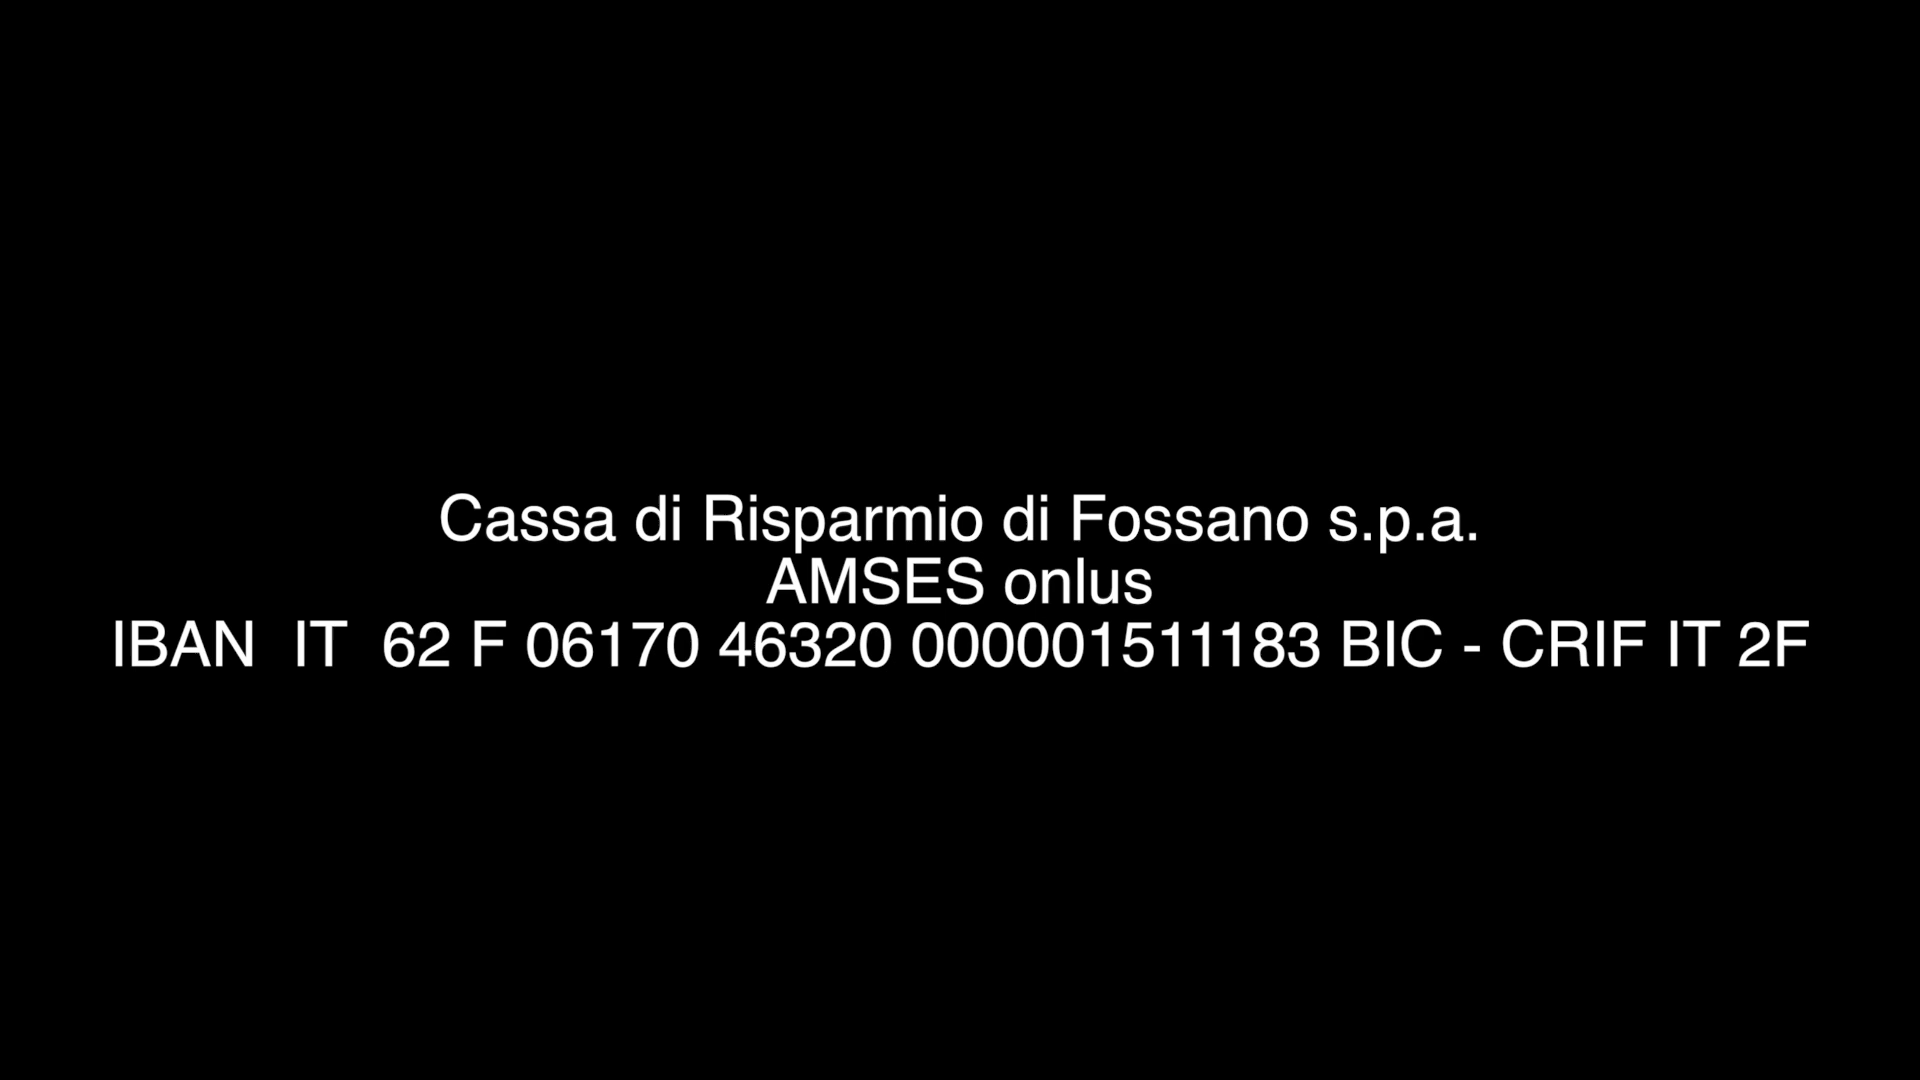 Cassa di Risparmio di Fossano s.p.a.
AMSES onlus
IBAN  IT  62 F 06170 46320 000001511183 BIC - CRIF IT 2F